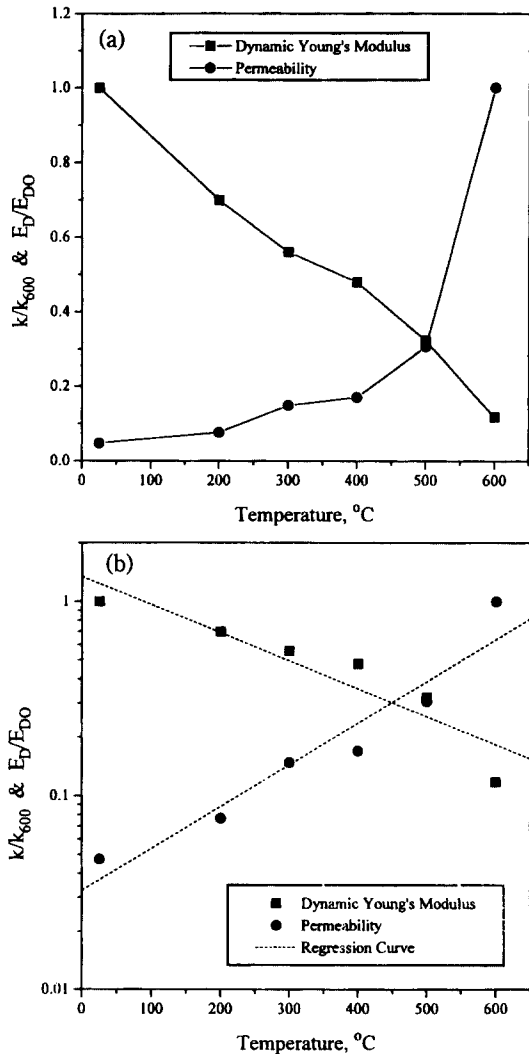 (a)
Dynamic Young's Modulus
Permeability
1.2
1.0
0.8
0.6
0.4
0.2
0.0
k/k600 & ED/EDO
0 100 200 300 400 500 600
Temperature, °C
(b)
1
0.1
0.01
k/k600 & ED/EDO
Dynamic Young's Modulus
Permeability
Regression Curve
0 100 200 300 400 500 600
Temperature, °C